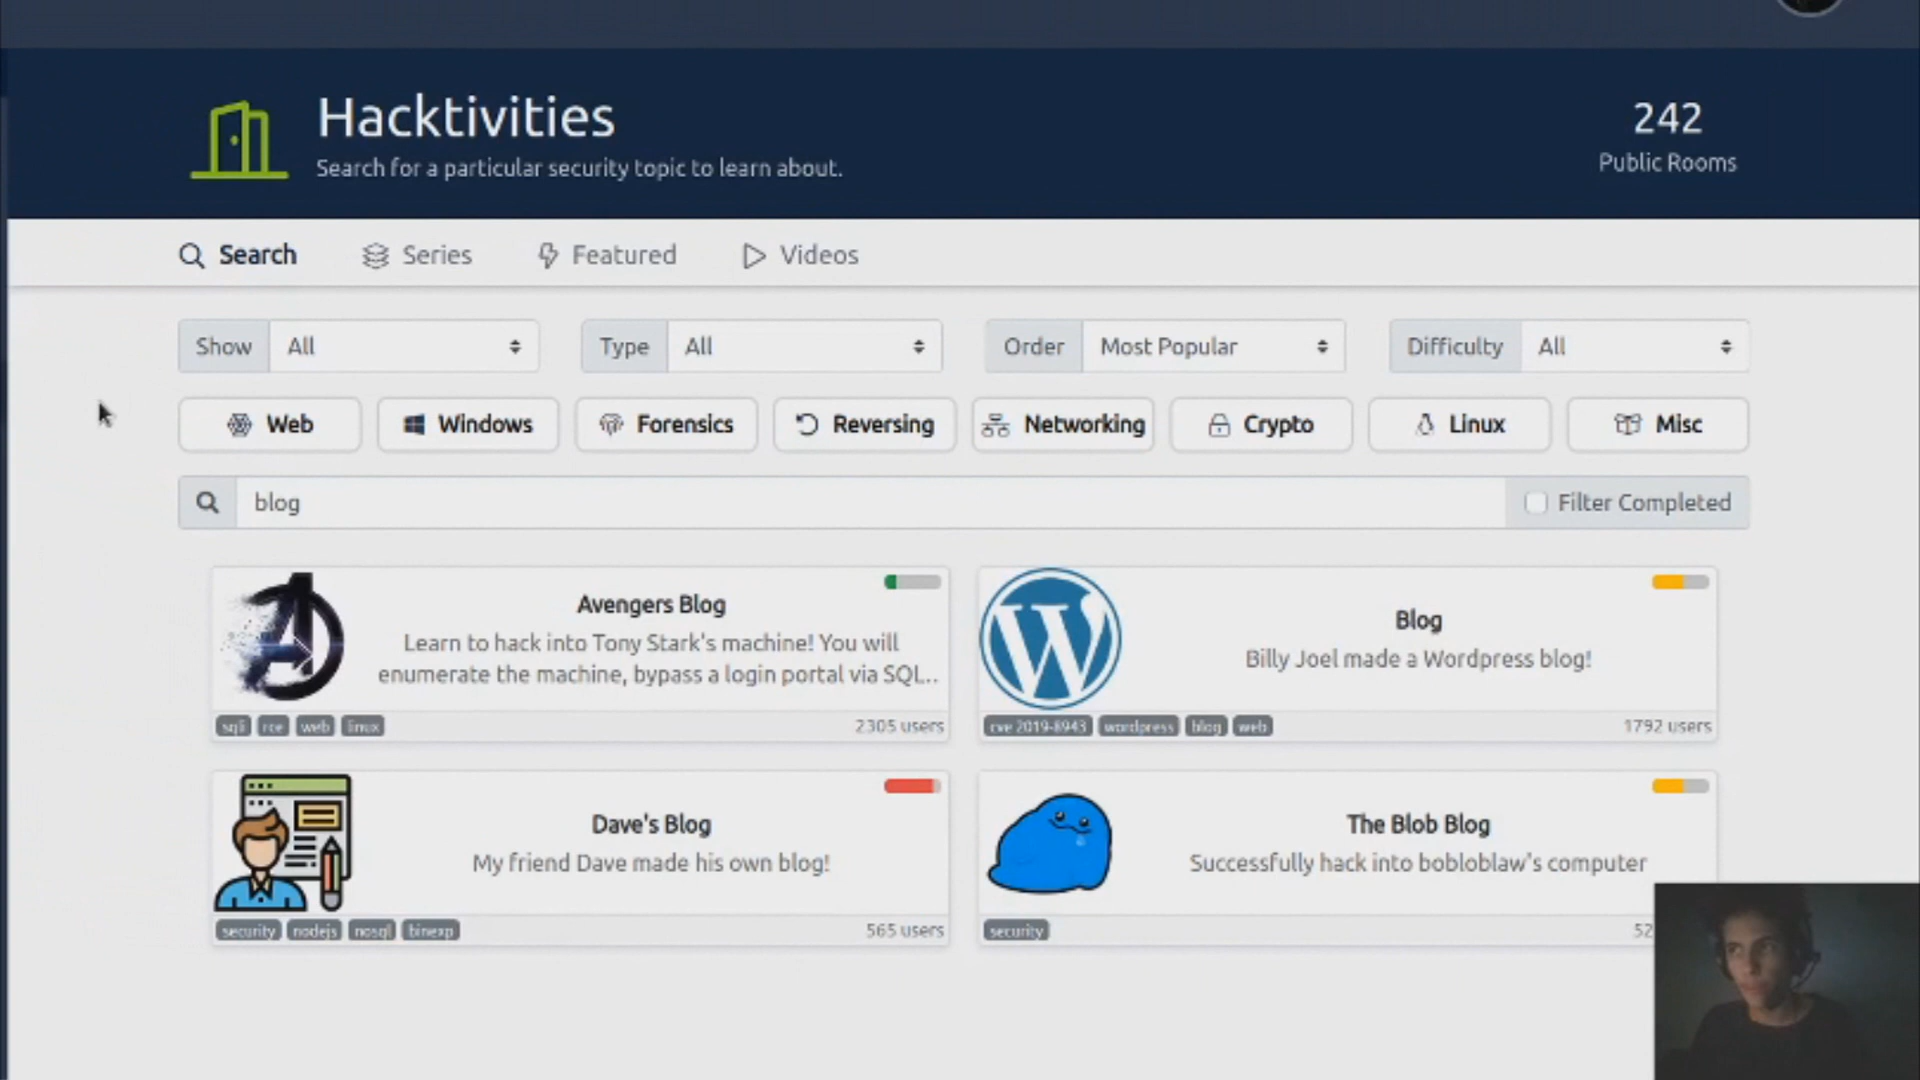 Hacktivities
Search for a particular security topic to learn about.
242
Public Rooms
Search
Series
Featured
Videos
Show
All
Type
All
Order
Most Popular
Difficulty
All
Web
Windows
Forensics
Reversing
Networking
Crypto
Linux
Misc
blog
Filter Completed
Avengers Blog
Learn to hack into Tony Stark's machine! You will
enumerate the machine, bypass a login portal via SQL...
sqli rce web linux
2305 users
Blog
Billy Joel made a Wordpress blog!
cve 2019-8943 wordpress blog web
1792 users
Dave's Blog
My friend Dave made his own blog!
security nodejs nosql binexp
565 users
The Blob Blog
Successfully hack into bobloblaw's computer
security
52